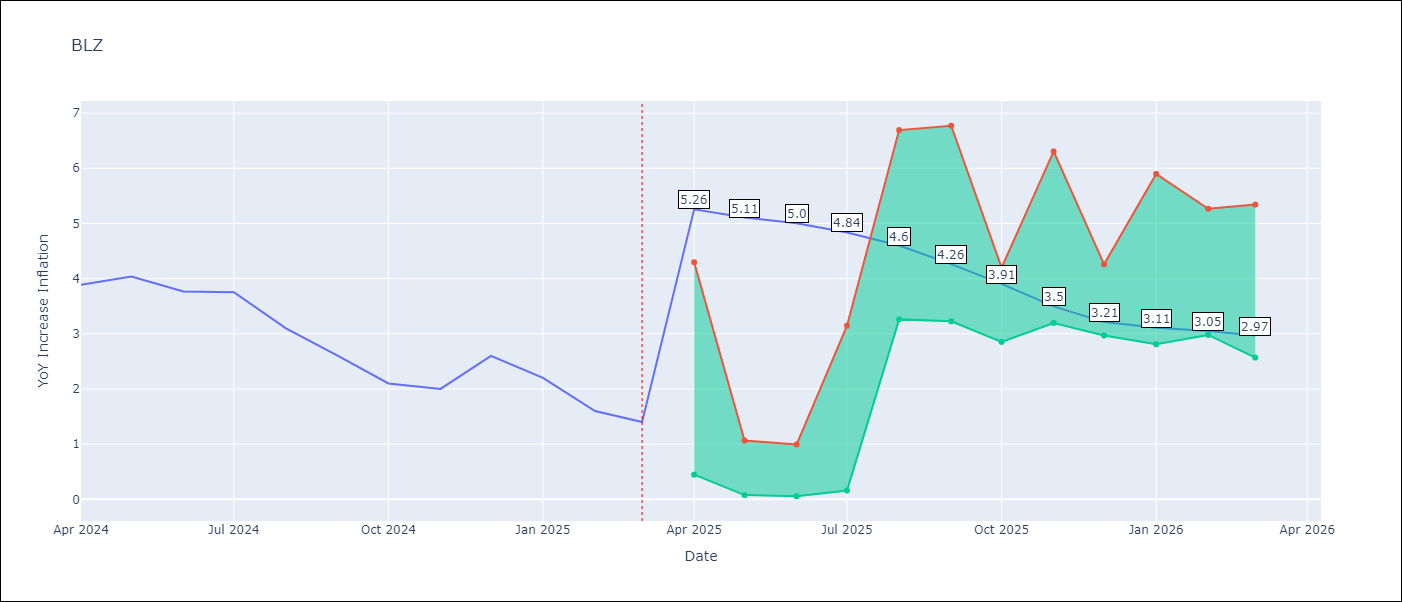 BLZ
YoY Increase Inflation
7
6
5
4
3
2
1
0
5.26
5.11
5.0
4.84
4.6
4.26
3.91
3.5
3.21
3.11
3.05
2.97
Apr 2024
Jul 2024
Oct 2024
Jan 2025
Apr 2025
Jul 2025
Oct 2025
Jan 2026
Apr 2026
Date